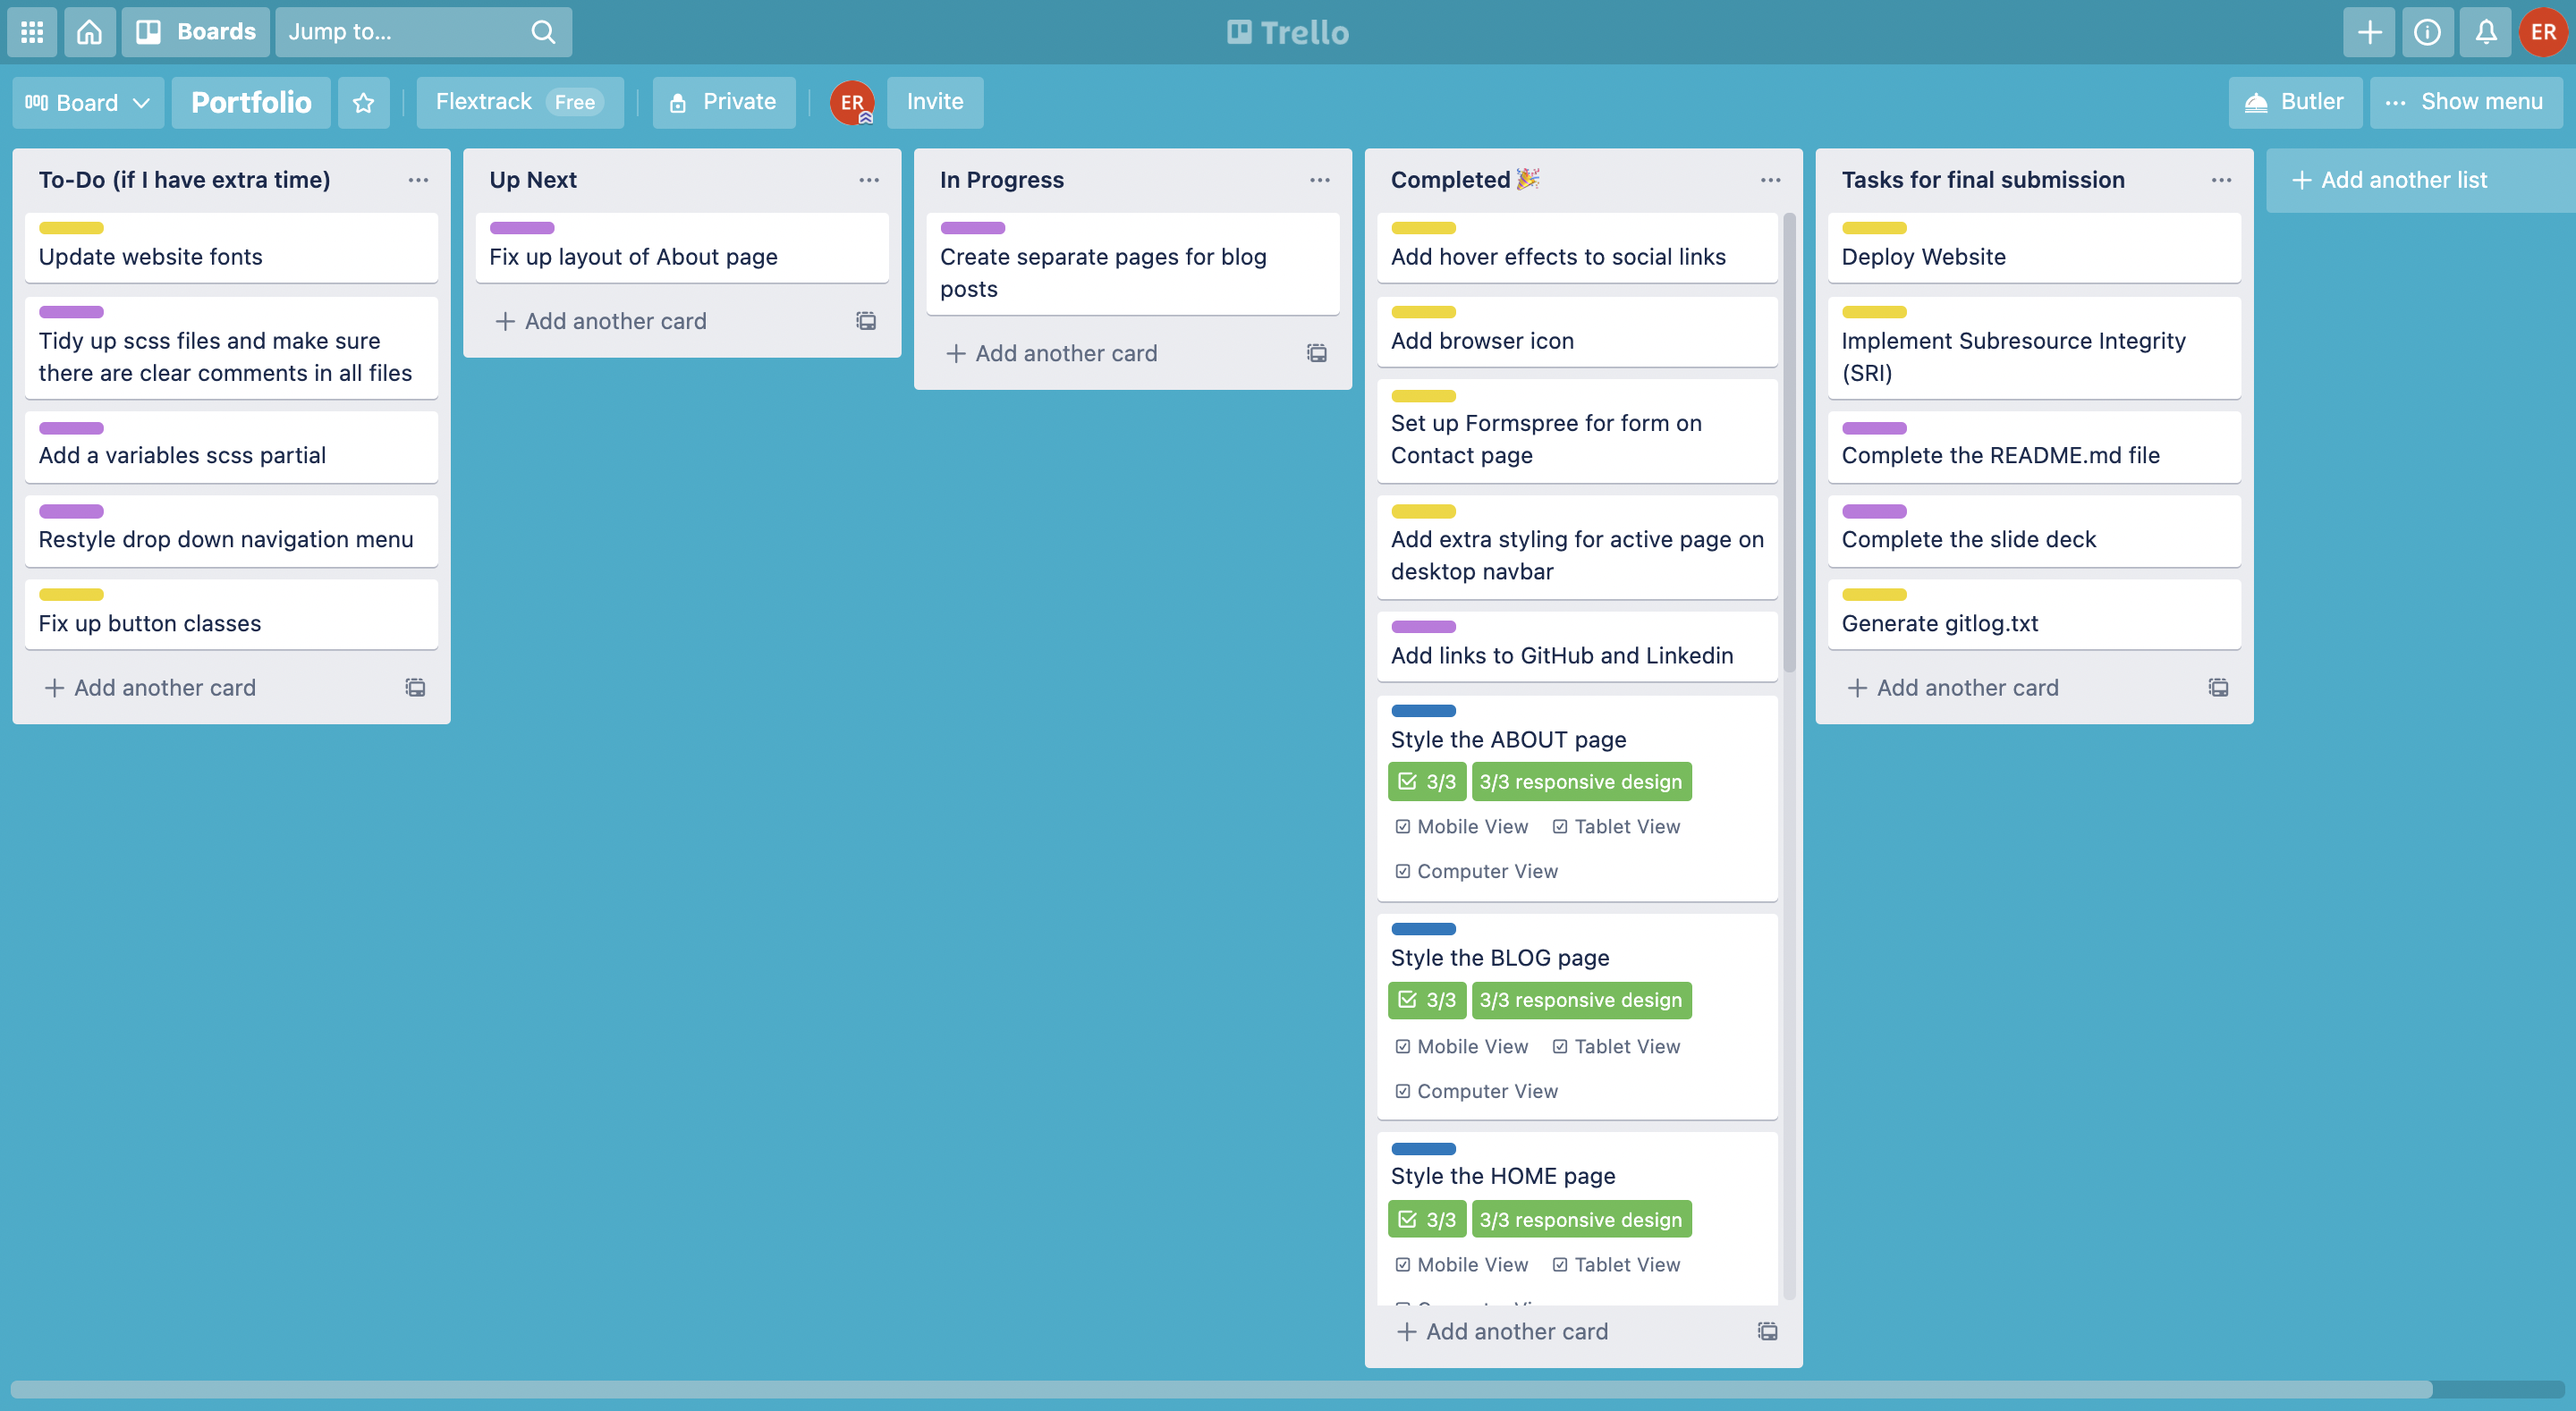 Boards
Jump to...
Trello
ER
Board
Portfolio
Flextrack Free
Private
ER
Invite
Butler
Show menu
To-Do (if I have extra time)
Update website fonts
Tidy up scss files and make sure
there are clear comments in all files
Add a variables scss partial
Restyle drop down navigation menu
Fix up button classes
Add another card
Up Next
Fix up layout of About page
Add another card
In Progress
Create separate pages for blog
posts
Add another card
Completed🎉
Add hover effects to social links
Add browser icon
Set up Formspree for form on
Contact page
Add extra styling for active page on
desktop navbar
Add links to GitHub and Linkedin
Style the ABOUT page
3/3 3/3 responsive design
Mobile View Tablet View
Computer View
Style the BLOG page
3/3 3/3 responsive design
Mobile View Tablet View
Computer View
Style the HOME page
3/3 3/3 responsive design
Mobile View Tablet View
Add another card
Tasks for final submission
Deploy Website
Implement Subresource Integrity
(SRI)
Complete the README.md file
Complete the slide deck
Generate gitlog.txt
Add another card
Add another list